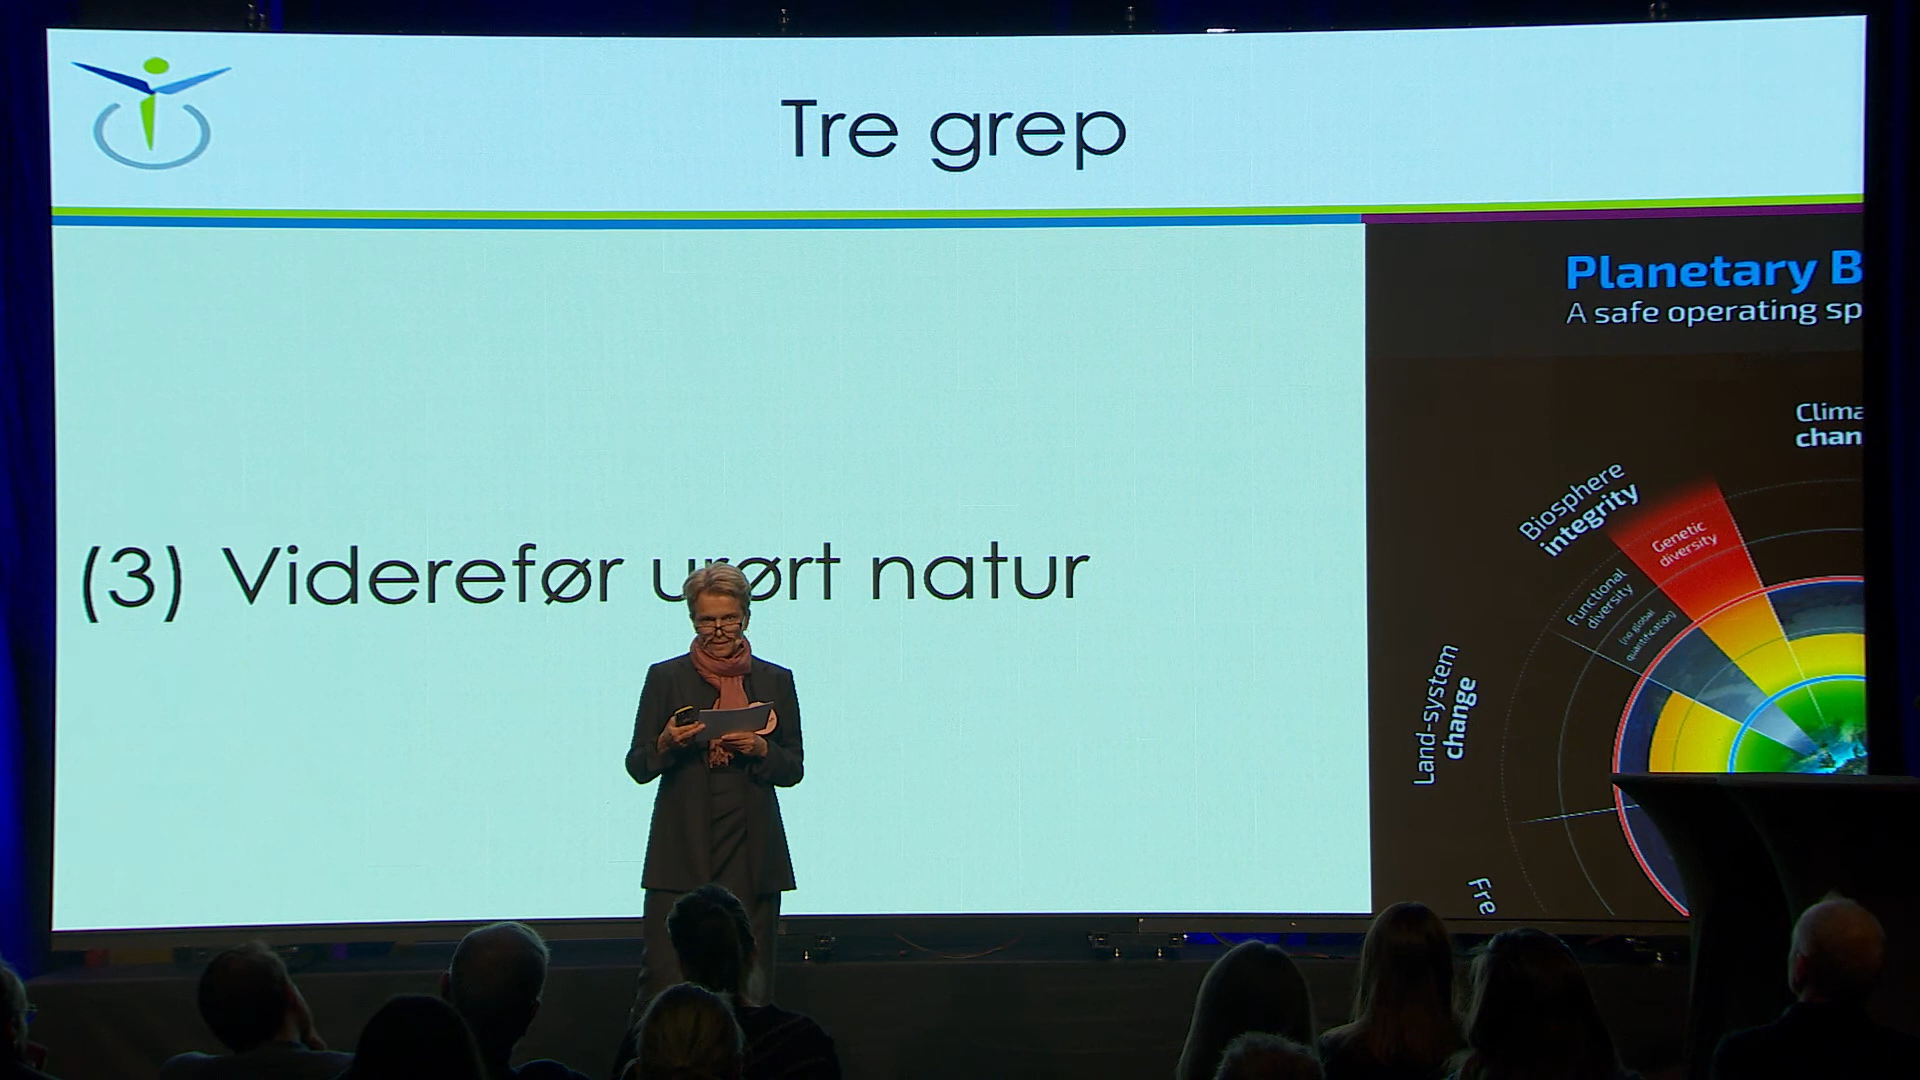 Tre grep
(3) Viderefør urørt natur
Planetary B
A safe operating sp
Clima
chan
Biosphere
integrity
Genetic
diversity
Functional
diversity
(no global
quantification)
Land-system
change
Fre